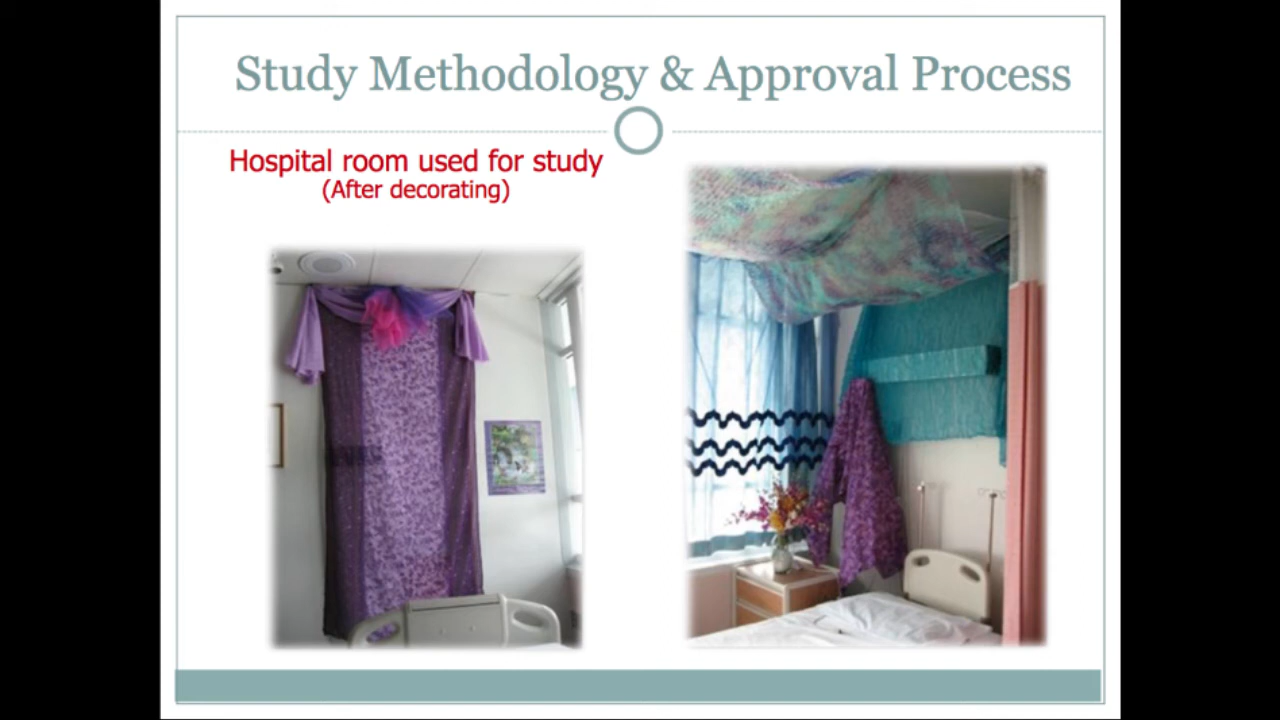 Study Methodology & Approval Process
Hospital room used for study
(After decorating)